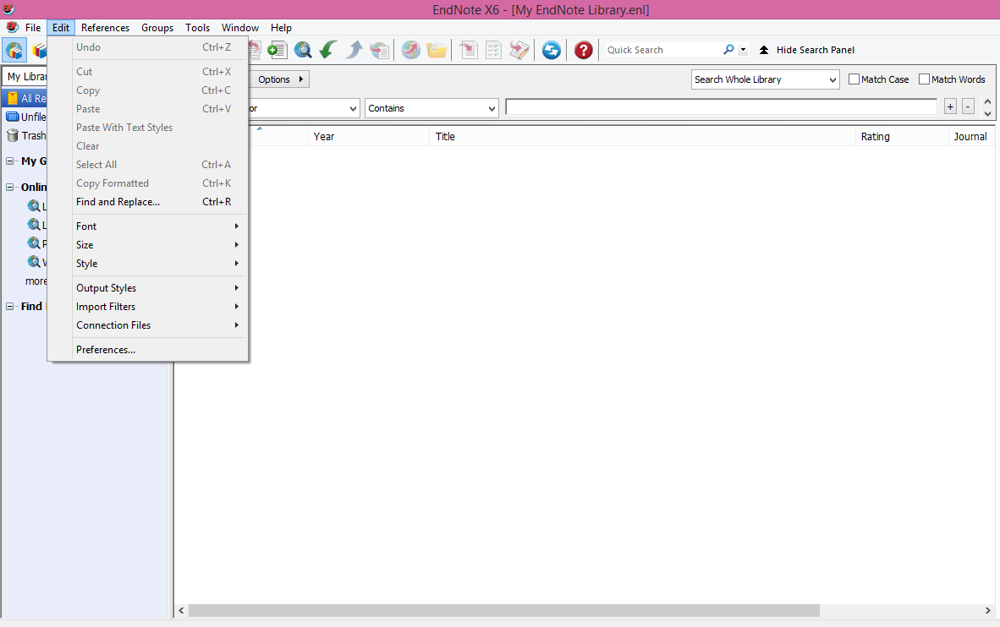 EndNote X6 - [My EndNote Library.enl]
File Edit References Groups Tools Window Help
Quick Search Hide Search Panel
My Librar
Options
Search Whole Library Match Case Match Words
or Contains + -
All Re
Unfile
Trash
My G
Onlin
L
L
P
more
Find
Year Title Rating Journal
Undo Ctrl+Z
Cut Ctrl+X
Copy Ctrl+C
Paste Ctrl+V
Paste With Text Styles
Clear
Select All Ctrl+A
Copy Formatted Ctrl+K
Find and Replace... Ctrl+R
Font
Size
Style
Output Styles
Import Filters
Connection Files
Preferences...